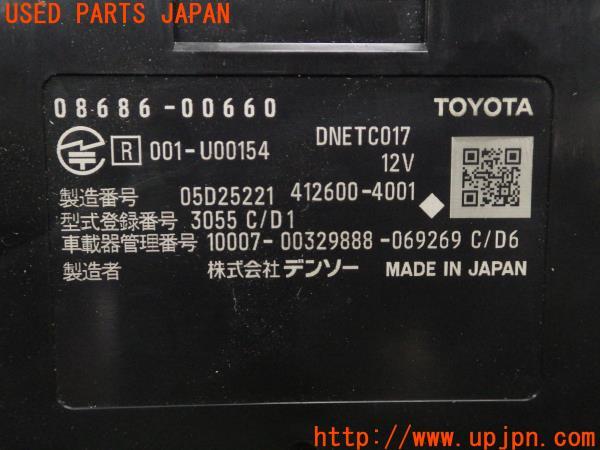 USED PARTS JAPAN
08686-00660 TOYOTA
R 001-U00154 DNETC017
12V
製造番号 05D25221 412600-4001
型式登録番号 3055 C/D1
車載器管理番号 10007-00329888-069269 C/D6
製造者 株式会社デンソー MADE IN JAPAN
UPJ http://www.upjpn.com